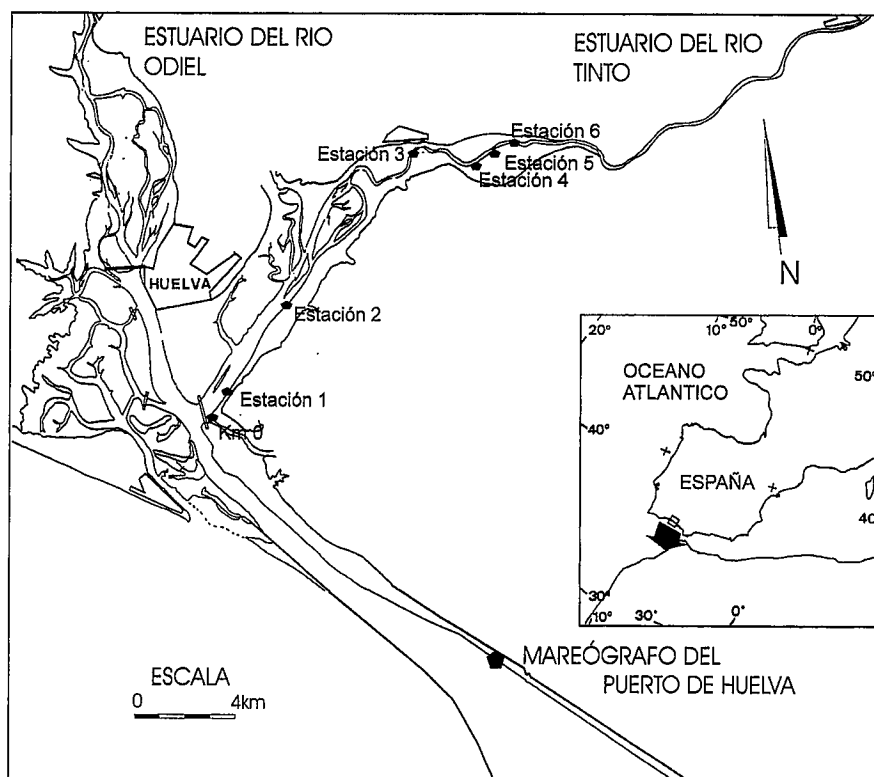 ESTUARIO DEL RIO
ODIEL
ESTUARIO DEL RIO
TINTO
Estación 6
Estación 3
Estación 5
Estación 4
N
HUELVA
Estación 2
Estación 1
Km 0
20°
10°
50°
0°
OCEANO
ATLANTICO
50°
40°
ESPAÑA
40°
30°
10°
30°
0°
MAREÓGRAFO DEL
PUERTO DE HUELVA
ESCALA
0 4km